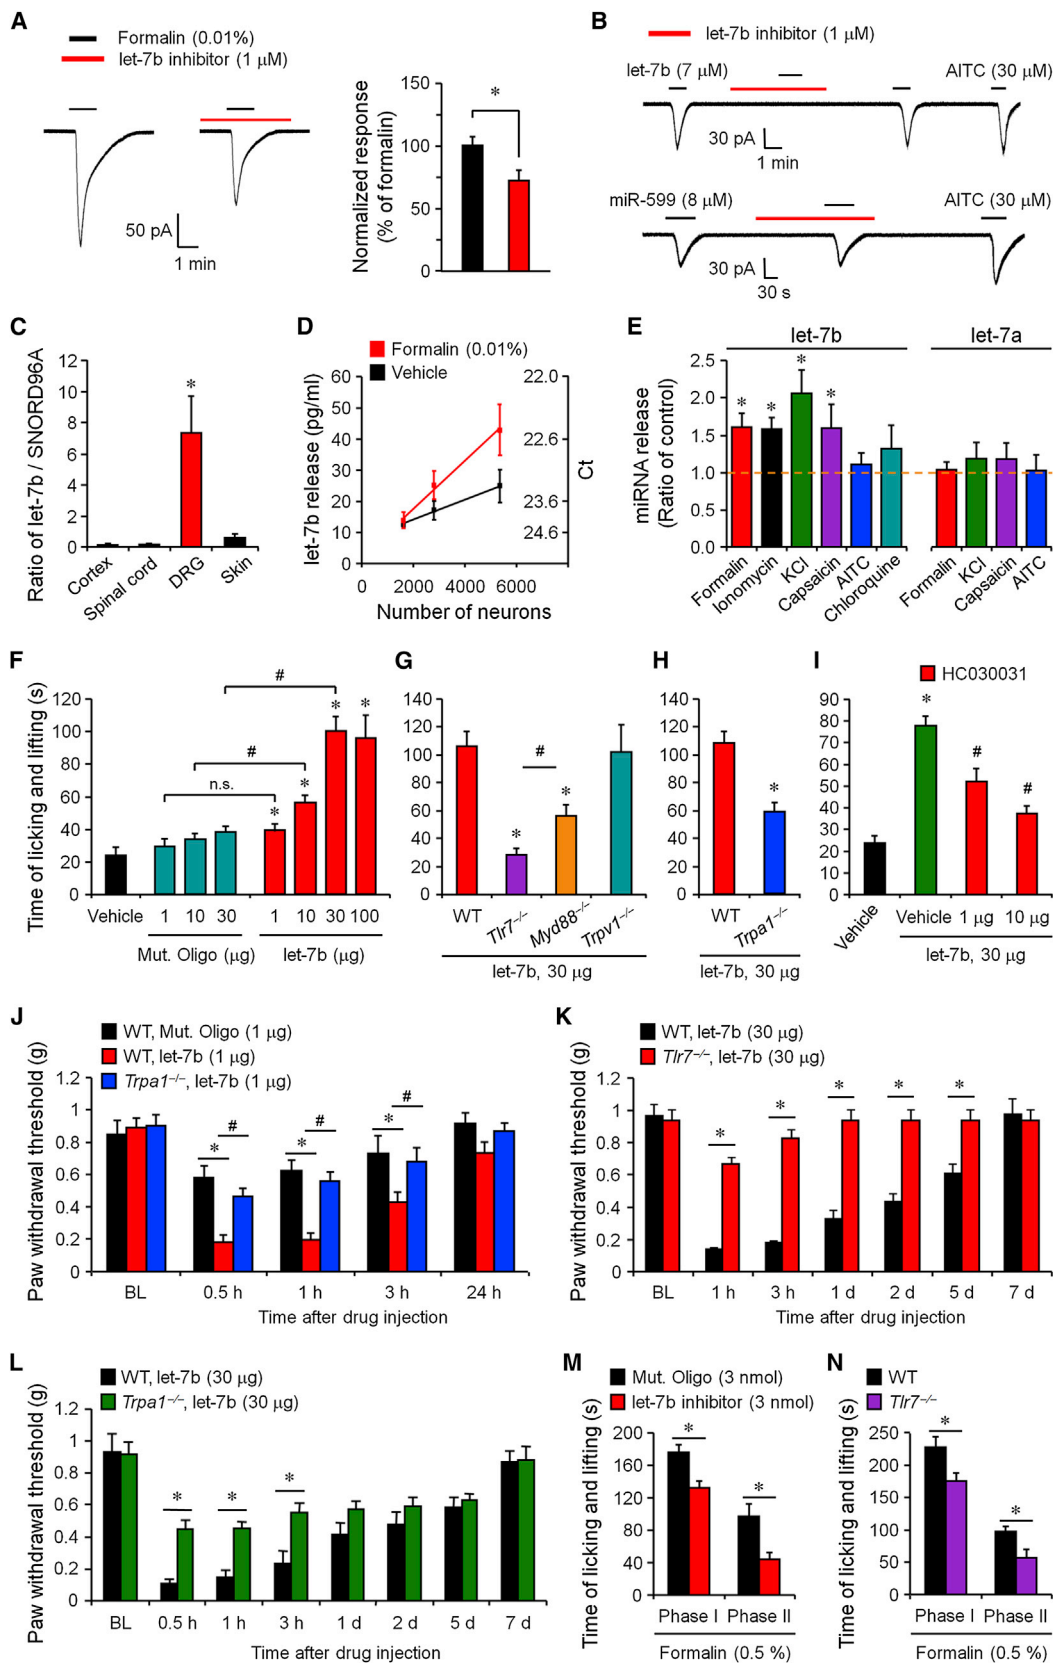 A
Formalin (0.01%)
let-7b inhibitor (1 μM)
50 pA
1 min
Normalized response
(% of formalin)
150
100
50
0
*
B
let-7b inhibitor (1 μM)
let-7b (7 μM)
AITC (30 μM)
30 pA
1 min
miR-599 (8 μM)
AITC (30 μM)
30 pA
30 s
C
Ratio of let-7b / SNORD96A
12
10
8
6
4
2
0
*
Cortex
Spinal cord
DRG
Skin
D
Formalin (0.01%)
Vehicle
let-7b release (pg/ml)
60
50
40
30
20
10
0
22.0
22.6
23.6
24.6
Ct
0 2000 4000 6000
Number of neurons
E
let-7b
let-7a
miRNA release
(Ratio of control)
2.5
2.0
1.5
1.0
0.5
0.0
* * * *
Formalin
Ionomycin
KCl
Capsaicin
AITC
Chloroquine
Formalin
KCl
Capsaicin
AITC
F
Time of licking and lifting (s)
120
100
80
60
40
20
0
#
#
n.s.
* * * *
Vehicle 1 10 30 1 10 30 100
Mut. Oligo (μg)
let-7b (μg)
G
140
120
100
80
60
40
20
0
#
* *
WT Tlr7−/− Myd88−/− Trpv1−/−
let-7b, 30 μg
H
140
120
100
80
60
40
20
0
*
WT Trpa1−/−
let-7b, 30 μg
I
HC030031
90
80
70
60
50
40
30
20
10
0
* # #
Vehicle
Vehicle 1 μg 10 μg
let-7b, 30 μg
J
WT, Mut. Oligo (1 μg)
WT, let-7b (1 μg)
Trpa1−/−, let-7b (1 μg)
Paw withdrawal threshold (g)
1.2
1
0.8
0.6
0.4
0.2
0
* # * # * #
BL 0.5 h 1 h 3 h 24 h
Time after drug injection
K
WT, let-7b (30 μg)
Tlr7−/−, let-7b (30 μg)
Paw withdrawal threshold (g)
1.2
1
0.8
0.6
0.4
0.2
0
* * * * *
BL 1 h 3 h 1 d 2 d 5 d 7 d
Time after drug injection
L
WT, let-7b (30 μg)
Trpa1−/−, let-7b (30 μg)
Paw withdrawal threshold (g)
1.2
1
0.8
0.6
0.4
0.2
0
* * *
BL 0.5 h 1 h 3 h 1 d 2 d 5 d 7 d
Time after drug injection
M
Mut. Oligo (3 nmol)
let-7b inhibitor (3 nmol)
Time of licking and lifting (s)
200
160
120
80
40
0
* *
Phase I Phase II
Formalin (0.5 %)
N
WT
Tlr7−/−
Time of licking and lifting (s)
250
200
150
100
50
0
* *
Phase I Phase II
Formalin (0.5 %)